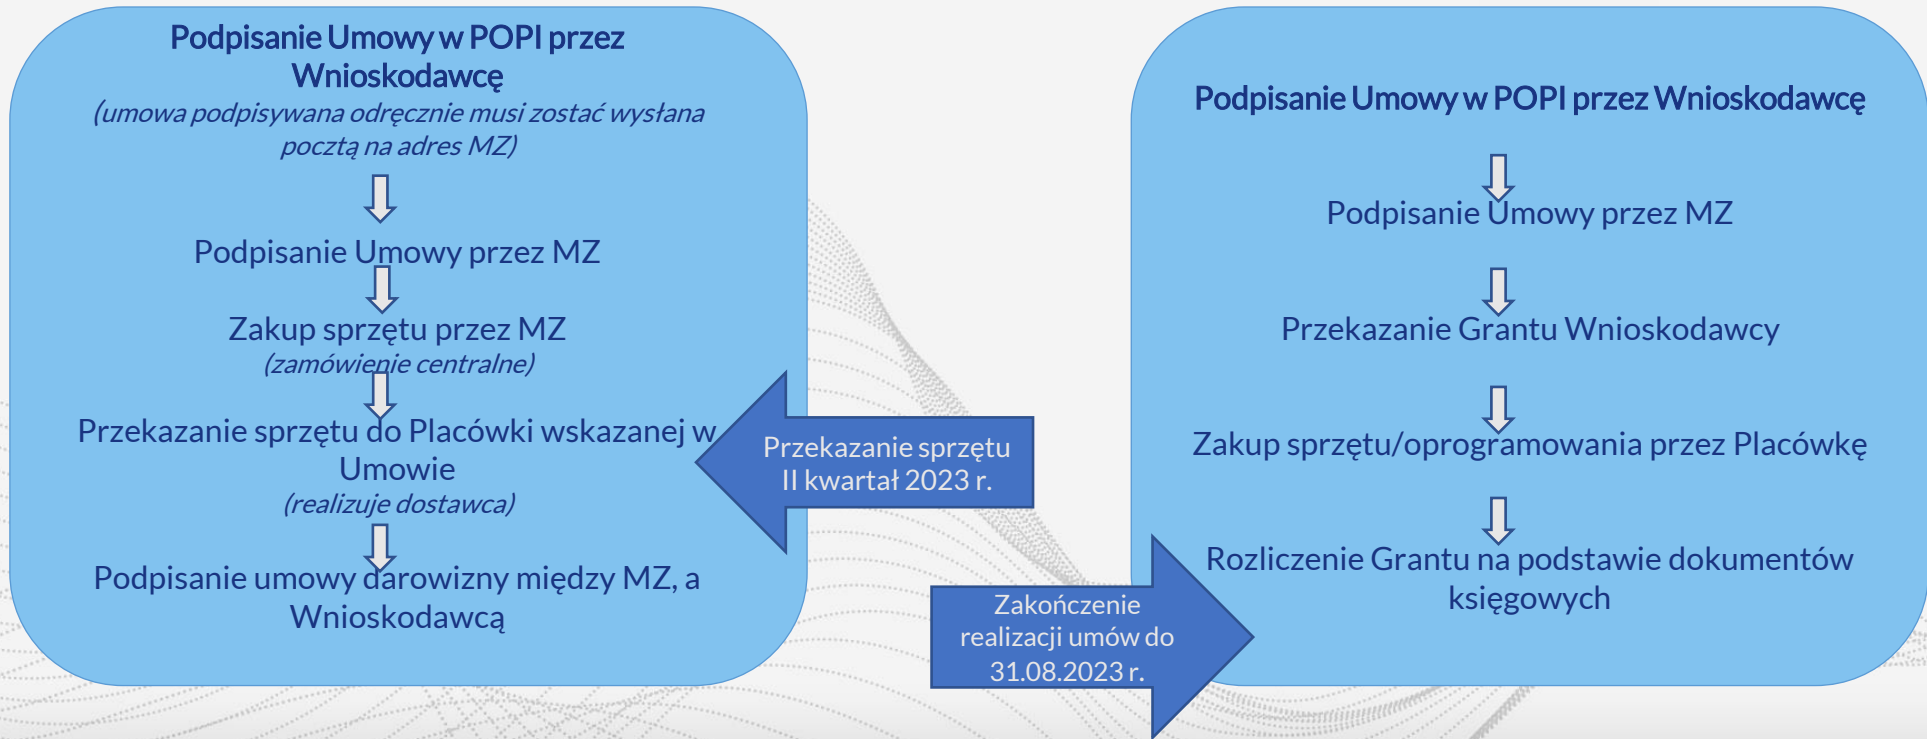 Podpisanie Umowy w POPI przez
Wnioskodawcę
(umowa podpisywana odręcznie musi zostać wysłana
pocztą na adres MZ)
Podpisanie Umowy przez MZ
Zakup sprzętu przez MZ
(zamówienie centralne)
Przekazanie sprzętu do Placówki wskazanej w
Umowie
(realizuje dostawca)
Podpisanie umowy darowizny między MZ, a
Wnioskodawcą
Przekazanie sprzętu
II kwartał 2023 r.
Zakończenie
realizacji umów do
31.08.2023 r.
Podpisanie Umowy w POPI przez Wnioskodawcę
Podpisanie Umowy przez MZ
Przekazanie Grantu Wnioskodawcy
Zakup sprzętu/oprogramowania przez Placówkę
Rozliczenie Grantu na podstawie dokumentów
księgowych